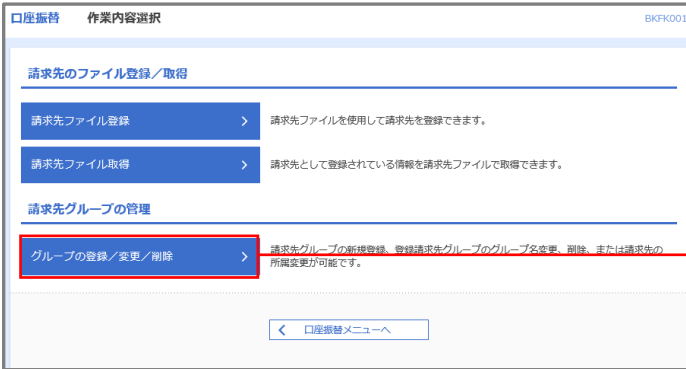 口座振替 作業内容選択 BKFK001
請求先のファイル登録／取得
請求先ファイル登録 請求先ファイルを使用して請求先を登録できます。
請求先ファイル取得 請求先として登録されている情報を請求先ファイルで取得できます。
請求先グループの管理
グループの登録／変更／削除 請求先グループの新規登録、登録請求先グループのグループ名変更、削除、または請求先の
所属変更が可能です。
口座振替メニューへ